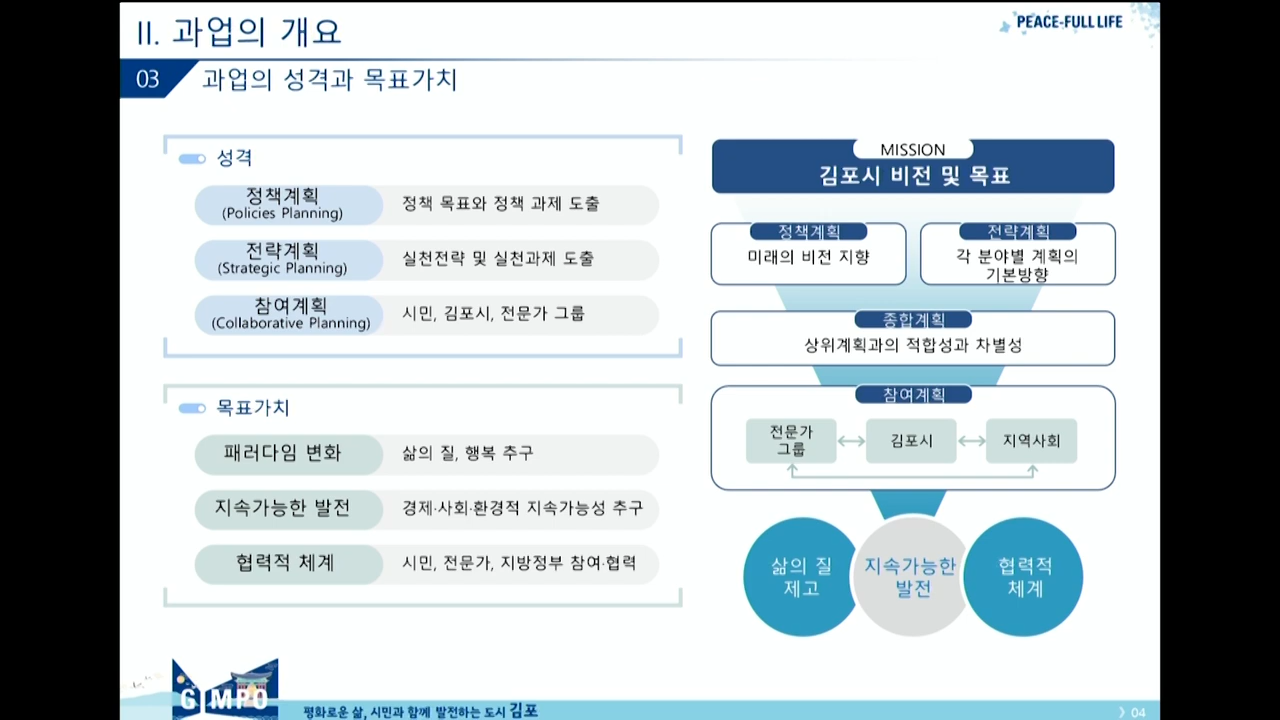 II. 과업의 개요
PEACE-FULL LIFE
03
과업의 성격과 목표가치
성격
정책계획
(Policies Planning)
정책 목표와 정책 과제 도출
전략계획
(Strategic Planning)
실천전략 및 실천과제 도출
참여계획
(Collaborative Planning)
시민, 김포시, 전문가 그룹
목표가치
패러다임 변화
삶의 질, 행복 추구
지속가능한 발전
경제·사회·환경적 지속가능성 추구
협력적 체계
시민, 전문가, 지방정부 참여·협력
MISSION
김포시 비전 및 목표
정책계획
미래의 비전 지향
전략계획
각 분야별 계획의
기본방향
종합계획
상위계획과의 적합성과 차별성
참여계획
전문가
그룹
김포시
지역사회
삶의 질
제고
지속가능한
발전
협력적
체계
GIMPO
평화로운 삶, 시민과 함께 발전하는 도시 김포
》04